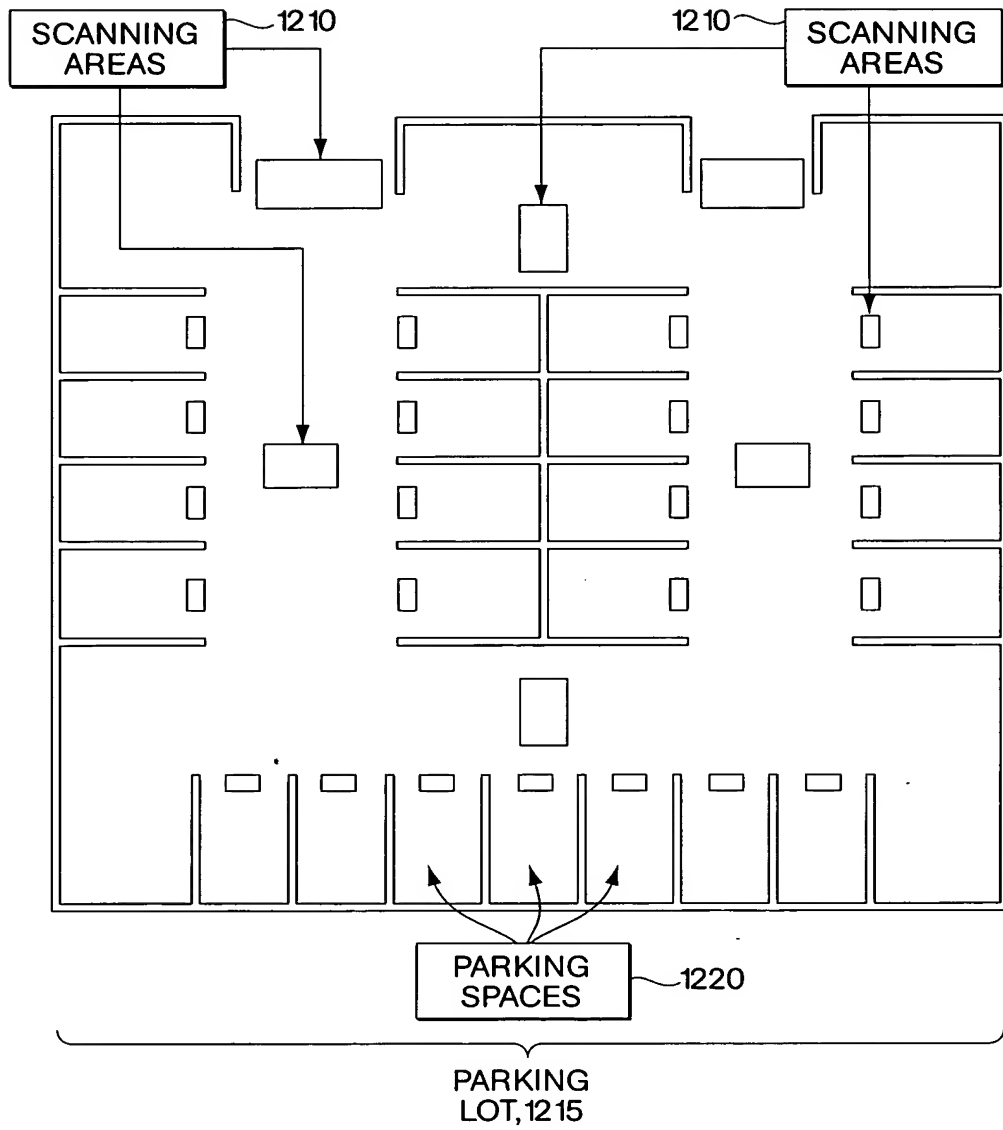 1210
SCANNING
AREAS
1210
SCANNING
AREAS
PARKING
SPACES
1220
PARKING
LOT, 1215